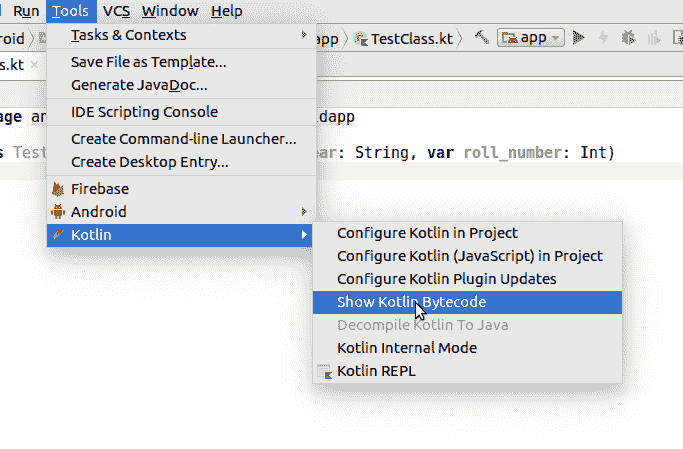 Run Tools VCS Window Help
Tasks & Contexts
app TestClass.kt app
Save File as Template...
s.kt
Generate JavaDoc...
IDE Scripting Console
age an dapp
Create Command-line Launcher...
s Test ear: String, var roll_number: Int)
Create Desktop Entry...
Firebase
Android
Kotlin
Configure Kotlin in Project
Configure Kotlin (JavaScript) in Project
Configure Kotlin Plugin Updates
Show Kotlin Bytecode
Decompile Kotlin To Java
Kotlin Internal Mode
Kotlin REPL